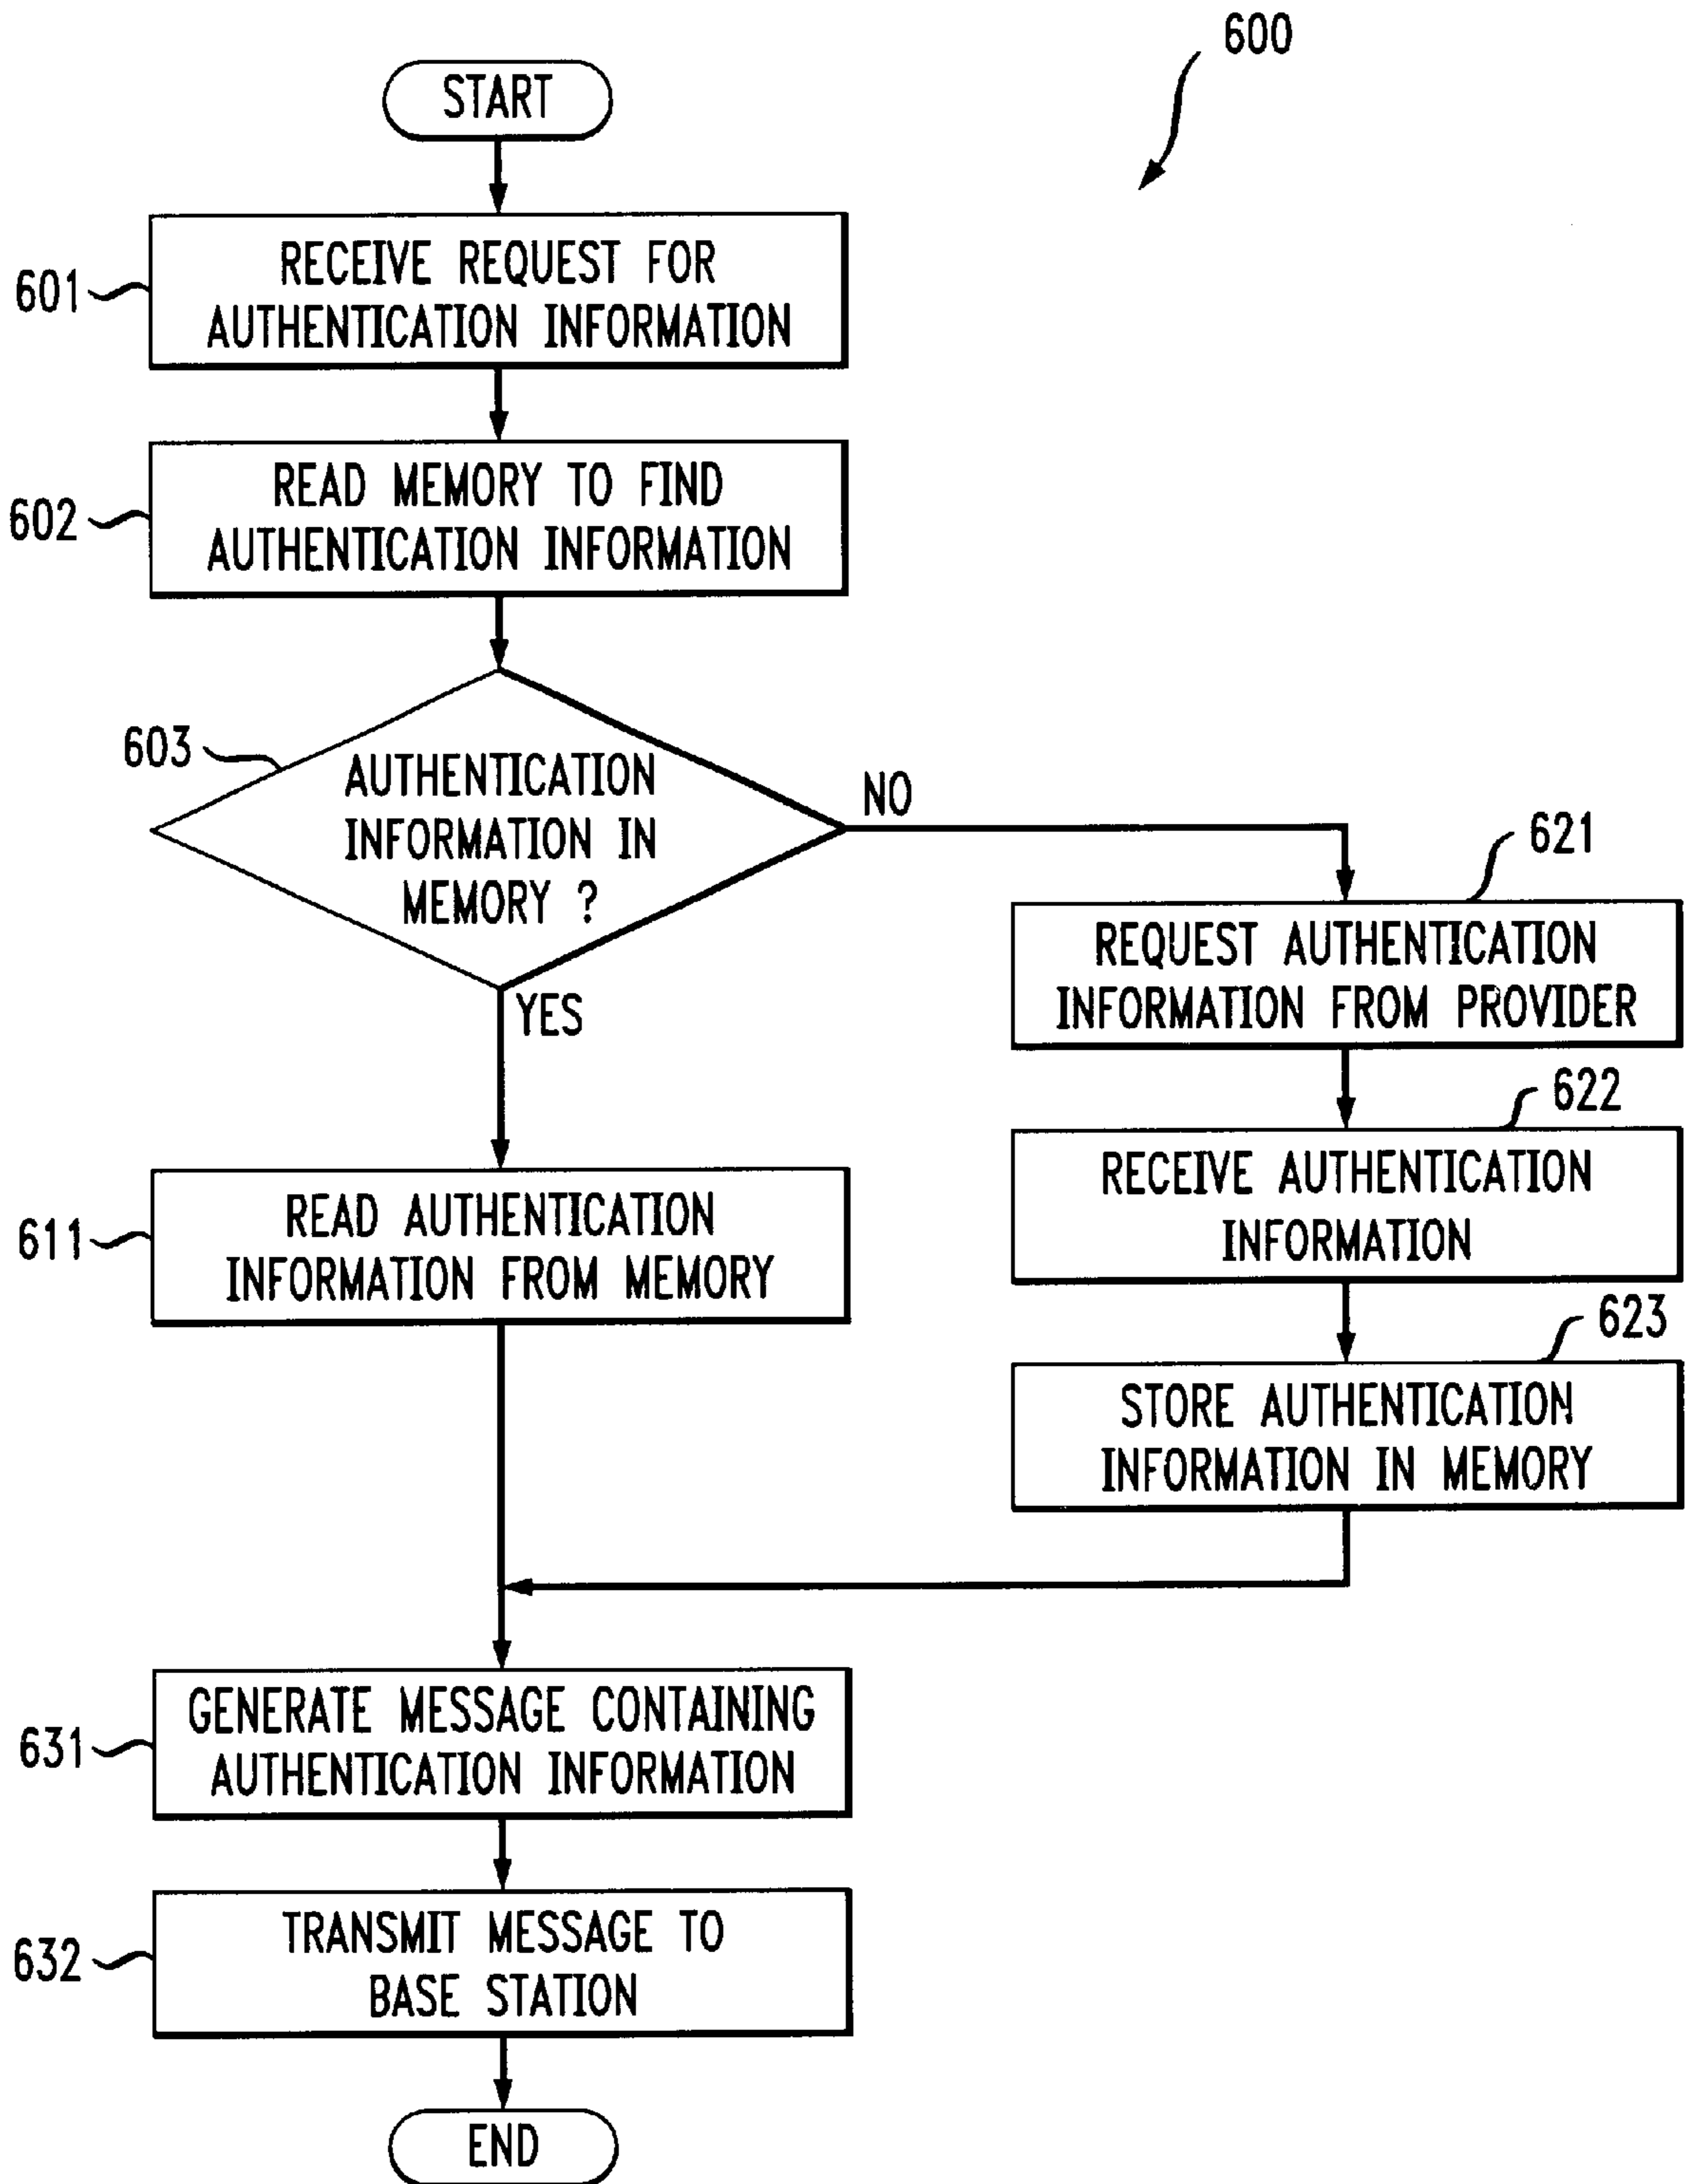 600
START
601
RECEIVE REQUEST FOR
AUTHENTICATION INFORMATION
602
READ MEMORY TO FIND
AUTHENTICATION INFORMATION
603
AUTHENTICATION
INFORMATION IN
MEMORY ?
NO
YES
621
REQUEST AUTHENTICATION
INFORMATION FROM PROVIDER
622
RECEIVE AUTHENTICATION
INFORMATION
623
STORE AUTHENTICATION
INFORMATION IN MEMORY
611
READ AUTHENTICATION
INFORMATION FROM MEMORY
631
GENERATE MESSAGE CONTAINING
AUTHENTICATION INFORMATION
632
TRANSMIT MESSAGE TO
BASE STATION
END